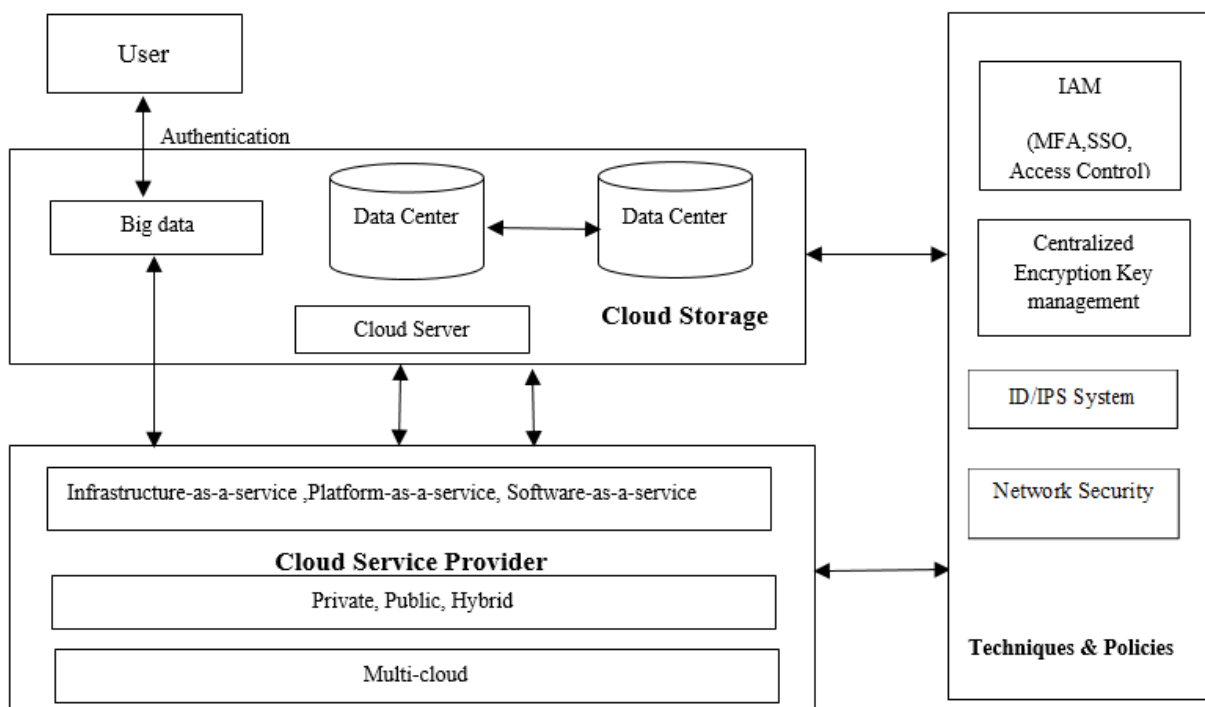 User
Authentication
Big data
Data Center
Data Center
Cloud Server
Cloud Storage
Infrastructure-as-a-service ,Platform-as-a-service, Software-as-a-service
Cloud Service Provider
Private, Public, Hybrid
Multi-cloud
IAM
(MFA,SSO,
Access Control)
Centralized
Encryption Key
management
ID/IPS System
Network Security
Techniques & Policies